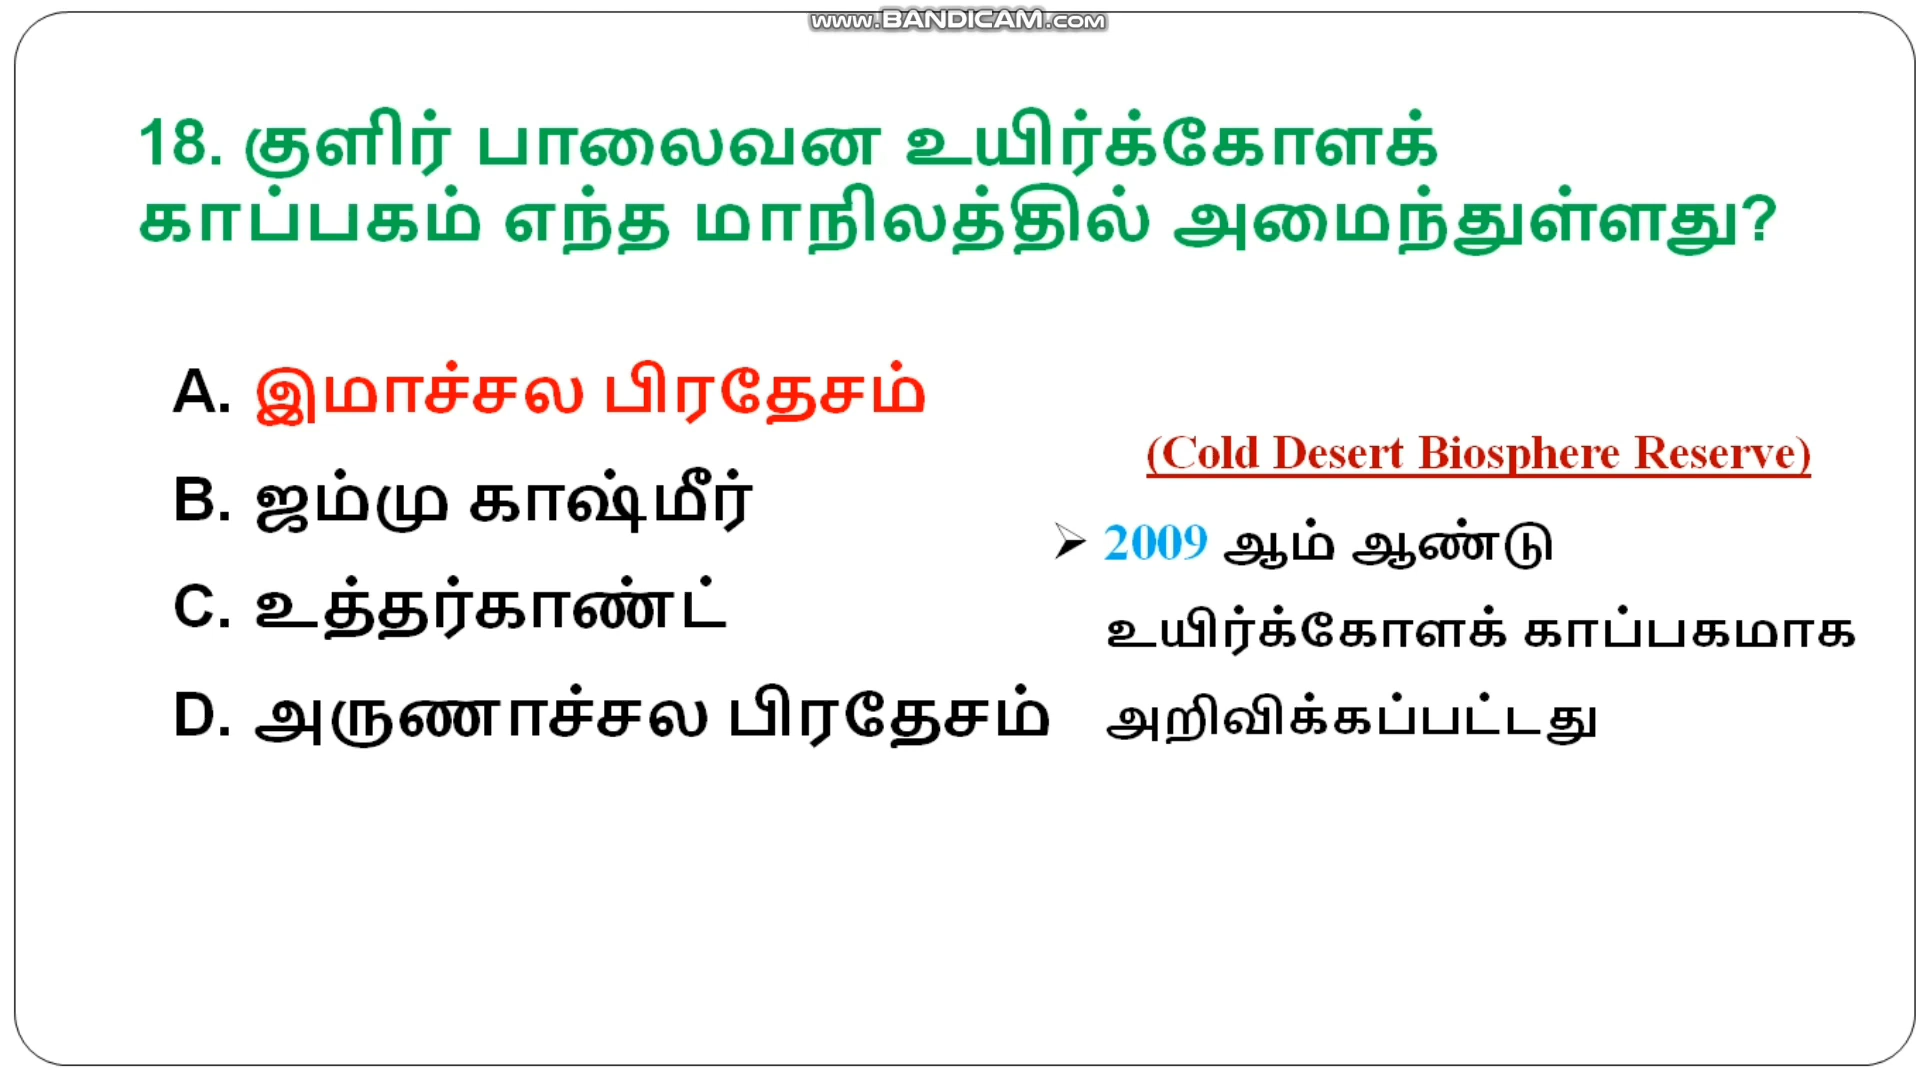 www.BANDICAM.com
18. குளிர் பாலைவன உயிர்க்கோளக்
காப்பகம் எந்த மாநிலத்தில் அமைந்துள்ளது?
A. இமாச்சல பிரதேசம்
B. ஜம்மு காஷ்மீர்
C. உத்தர்காண்ட்
D. அருணாச்சல பிரதேசம்
(Cold Desert Biosphere Reserve)
➢ 2009 ஆம் ஆண்டு
உயிர்க்கோளக் காப்பகமாக
அறிவிக்கப்பட்டது